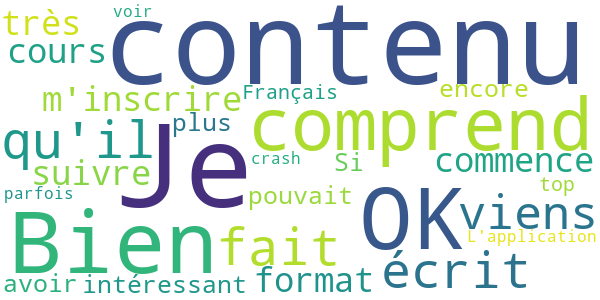 voir
très
contenu
cours
m'inscrire
Français
encore
comprend
qu'il
plus
Je
suivre
crash
Si
commence
parfois
pouvait
top
Bien
OK
viens
fait
L'application
écrit
avoir
intéressant
format